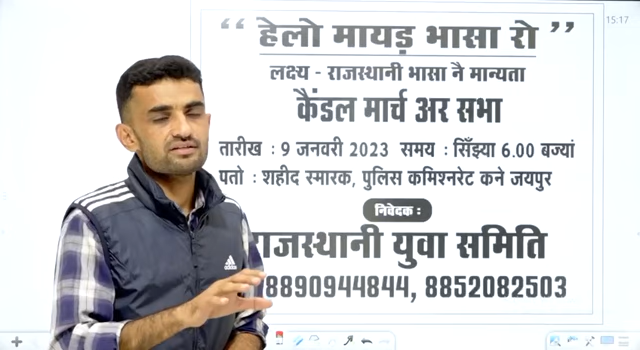 “ हेलो मायड़ भासा रो ”
लक्ष्य - राजस्थानी भासा नै मान्यता
कैंडल मार्च अर सभा
तारीख : 9 जनवरी 2023 समय : सिँझ्या 6.00 बज्यां
पतो : शहीद स्मारक, पुलिस कमिश्नरेट कने जयपुर
निवेदक :
राजस्थानी युवा समिति
8890944844, 8852082503
15:17
adidas